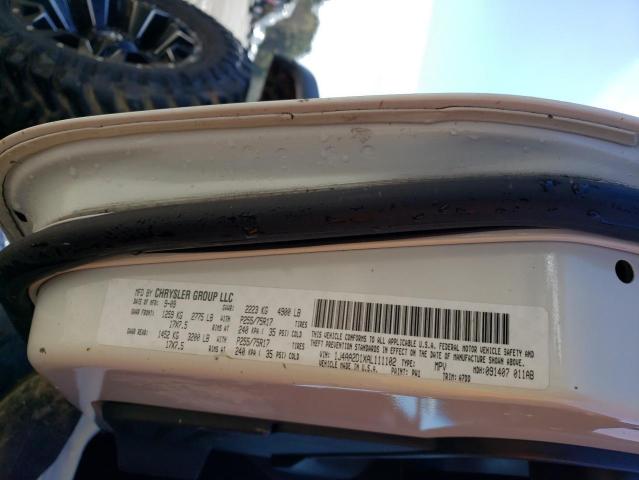 MFD BY CHRYSLER GROUP LLC
DATE OF MFR: 9-09 GVWR: 2223 KG 4900 LB
GAWR FRONT: 1259 KG 2775 LB WITH P255/75R17 TIRES
17X7.5 RIMS AT 240 KPA ( 35 PSI) COLD
GAWR REAR: 1452 KG 3200 LB WITH P255/75R17 TIRES
17X7.5 RIMS AT 240 KPA ( 35 PSI) COLD
THIS VEHICLE CONFORMS TO ALL APPLICABLE U.S.A. FEDERAL MOTOR VEHICLE SAFETY AND
THEFT PREVENTION STANDARDS IN EFFECT ON THE DATE OF MANUFACTURE SHOWN ABOVE.
VIN: 1J4AA2D1XAL111102 TYPE: MPV MDH: 091407 011AB
VEHICLE MADE IN U.S.A. PAINT: PW1 TRIM: A7DD